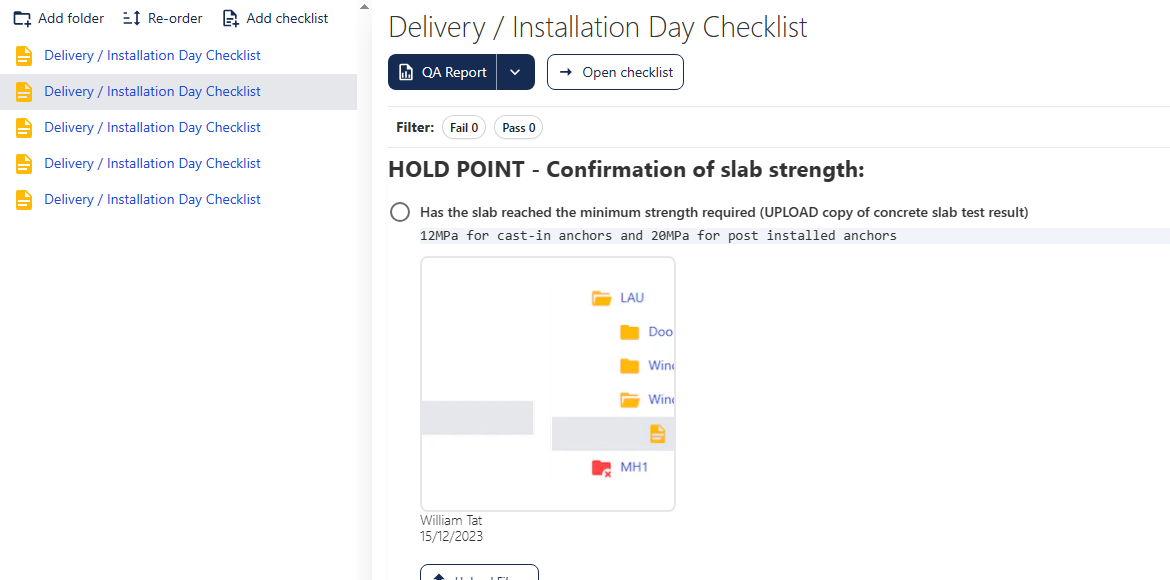 Add folder
Re-order
Add checklist
Delivery / Installation Day Checklist
Delivery / Installation Day Checklist
Delivery / Installation Day Checklist
Delivery / Installation Day Checklist
Delivery / Installation Day Checklist
Delivery / Installation Day Checklist
QA Report
Open checklist
Filter:
Fail 0
Pass 0
HOLD POINT - Confirmation of slab strength:
Has the slab reached the minimum strength required (UPLOAD copy of concrete slab test result)
12MPa for cast-in anchors and 20MPa for post installed anchors
LAU
Doo
Wind
Wind
MH1
William Tat
15/12/2023